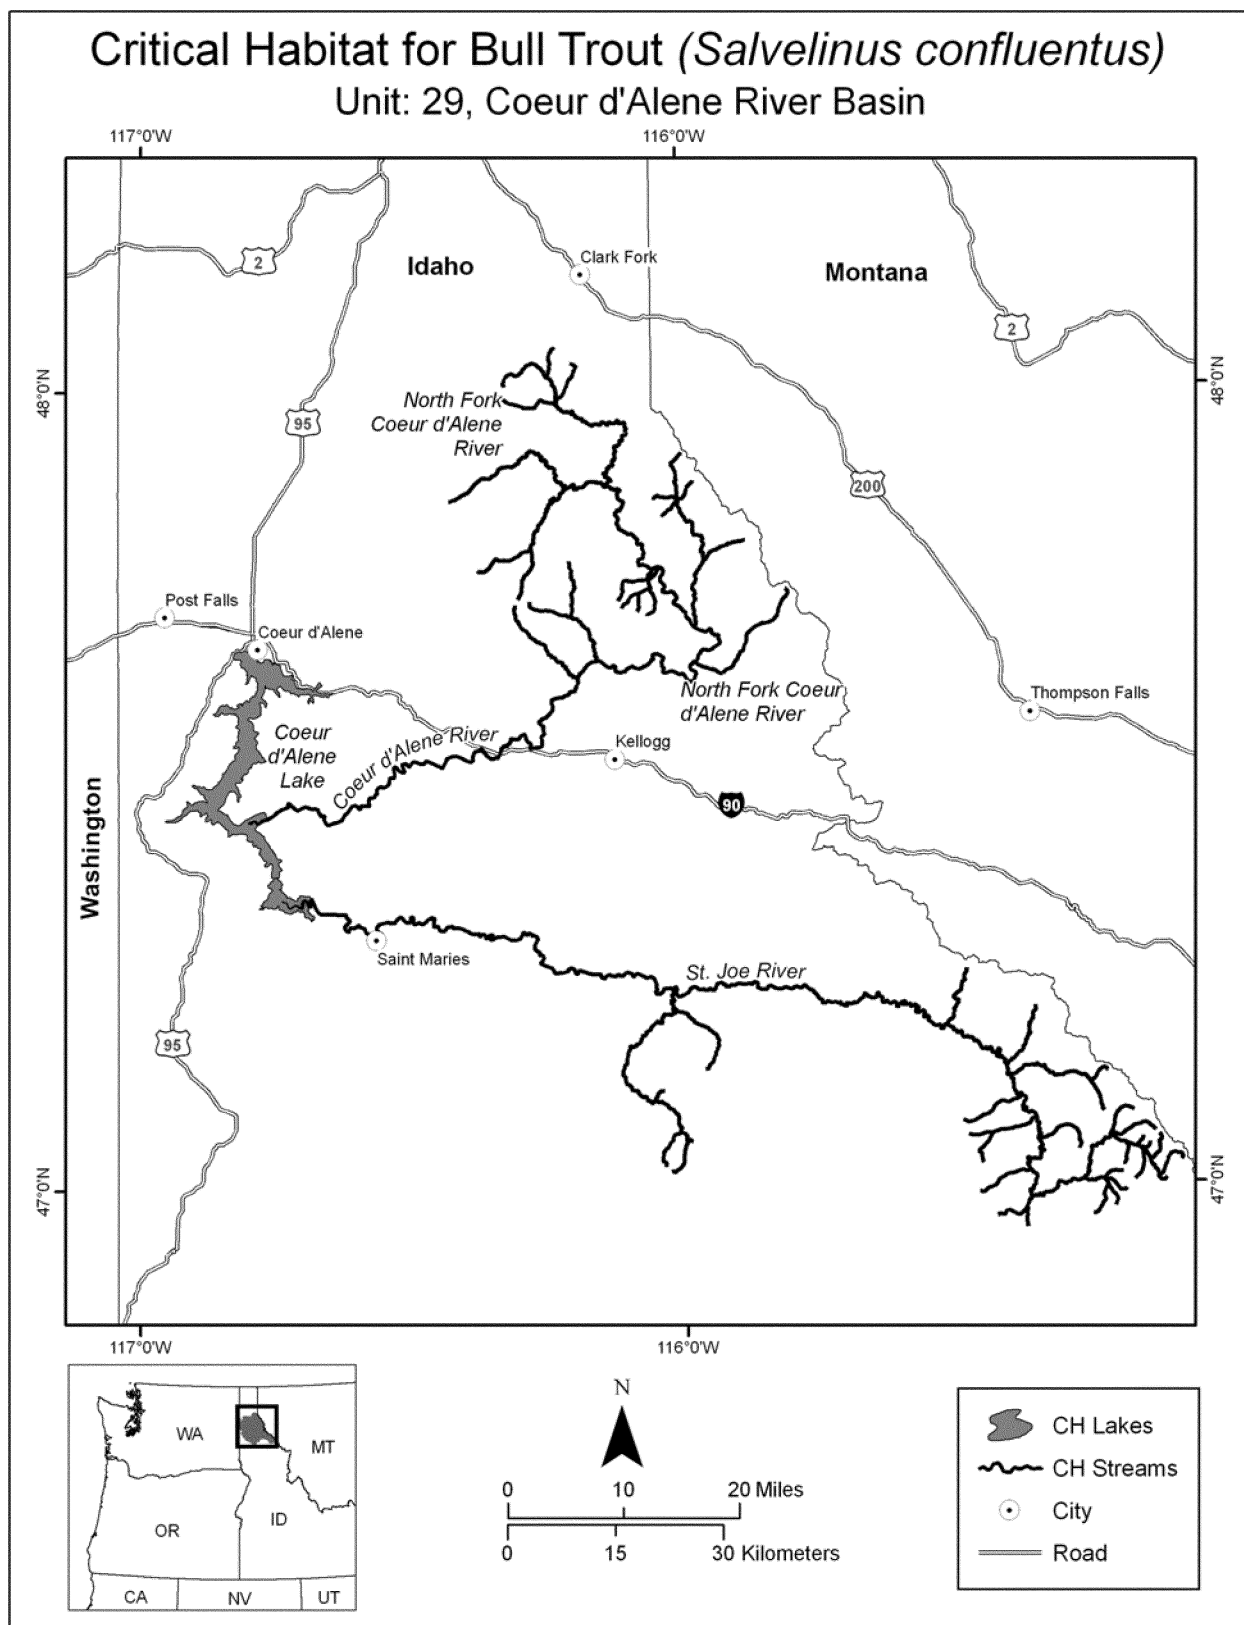 Critical Habitat for Bull Trout (Salvelinus confluentus)
Unit: 29, Coeur d'Alene River Basin
117°0'W
116°0'W
2
Idaho
Clark Fork
Montana
2
48°0'N
48°0'N
95
North Fork
Coeur d'Alene
River
200
Post Falls
Coeur d'Alene
North Fork Coeur
d'Alene River
Thompson Falls
Coeur
d'Alene
Lake
Coeur d'Alene River
Kellogg
90
Washington
Saint Maries
St. Joe River
95
47°0'N
47°0'N
117°0'W
116°0'W
WA
MT
OR
ID
CA
NV
UT
N
0 10 20 Miles
0 15 30 Kilometers
CH Lakes
CH Streams
City
Road